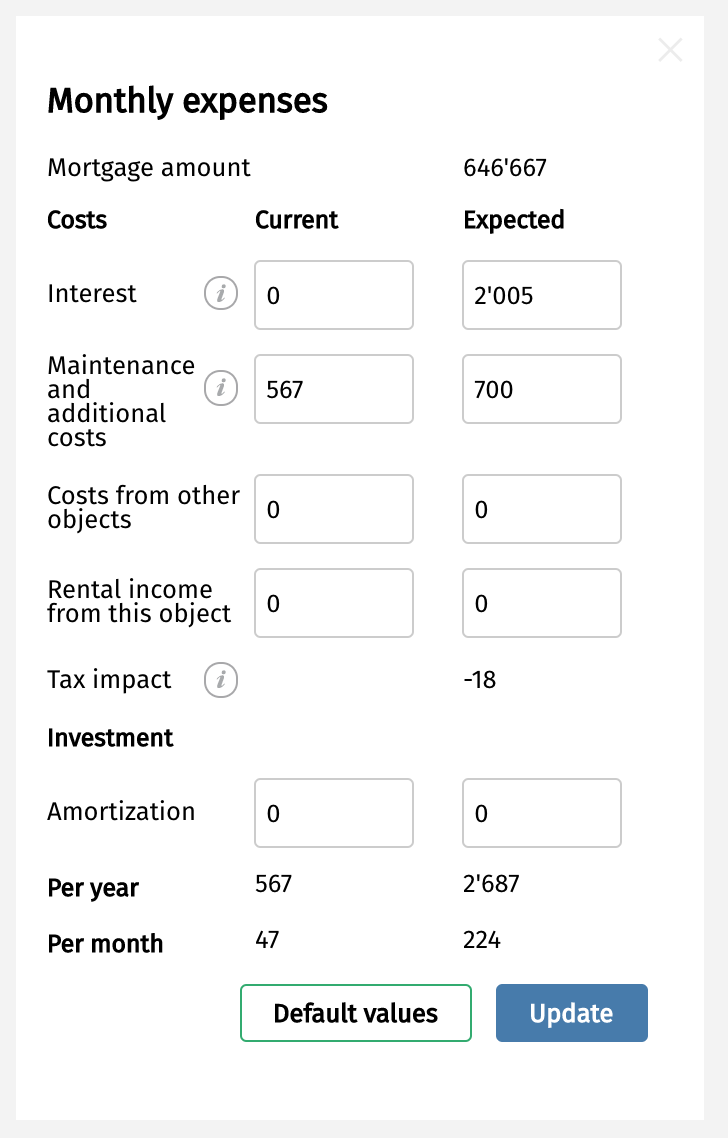 Monthly expenses
Mortgage amount 646'667
Costs Current Expected
Interest i 0 2'005
Maintenance
and
additional
costs
i 567 700
Costs from other
objects
0 0
Rental income
from this object
0 0
Tax impact i -18
Investment
Amortization 0 0
Per year 567 2'687
Per month 47 224
Default values Update